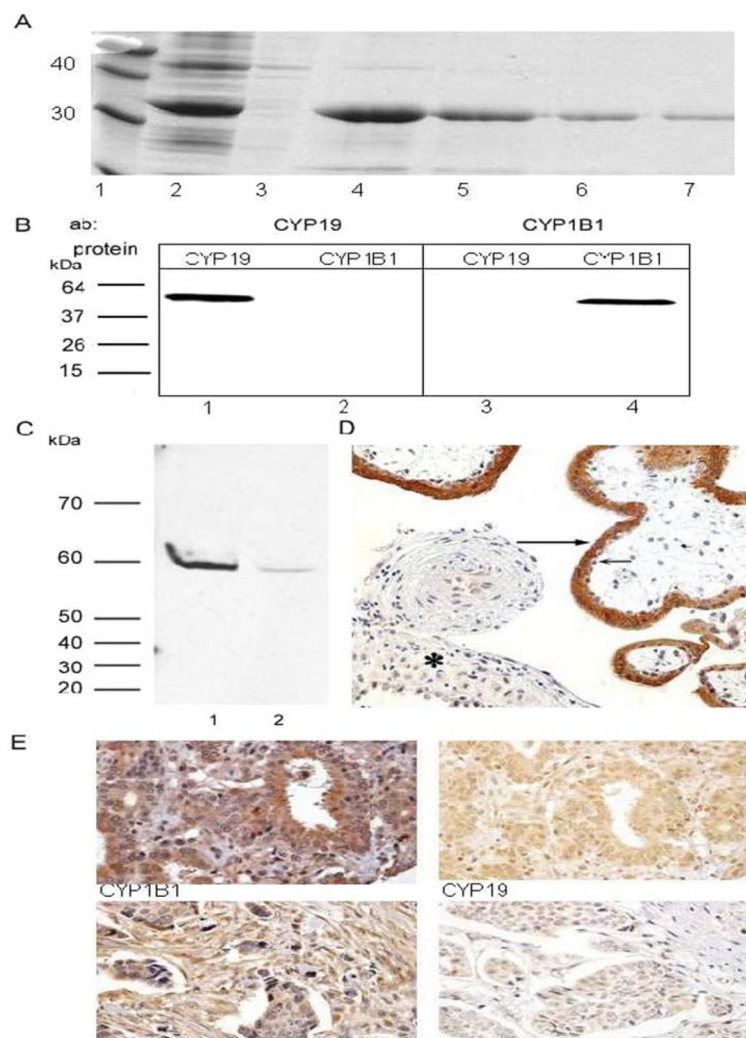 A
40
30
1 2 3 4 5 6 7
B ab: CYP19 CYP1B1
protein
kDa CYP19 CYP1B1 CYP19 CYP1B1
64
37
26
15
1 2 3 4
C D
kDa
70
60
50
40
30
20
*
1 2
E
CYP1B1 CYP19